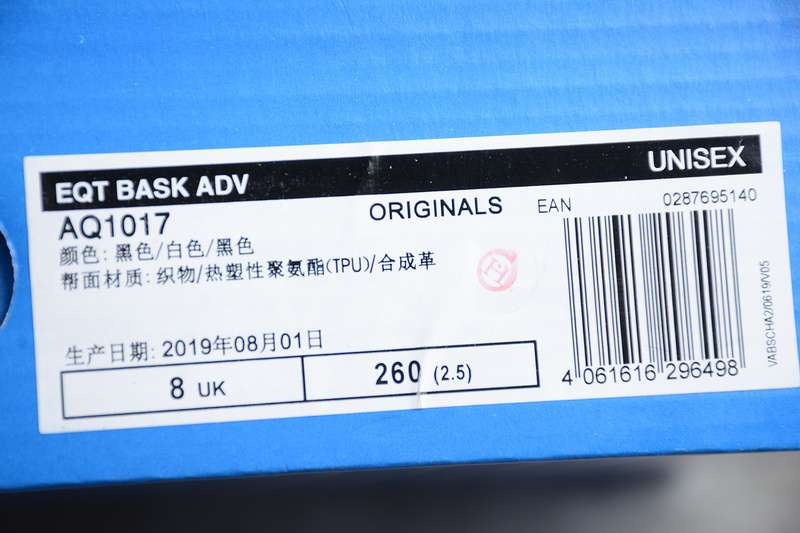 EQT BASK ADV
UNISEX
AQ1017
ORIGINALS
EAN
0287695140
颜色: 黑色/白色/黑色
帮面材质: 织物/热塑性聚氨酯(TPU)/合成革
生产日期: 2019年08月01日
8 UK
260 (2.5)
4 061616 296498
VABSCHA2/0619/V05